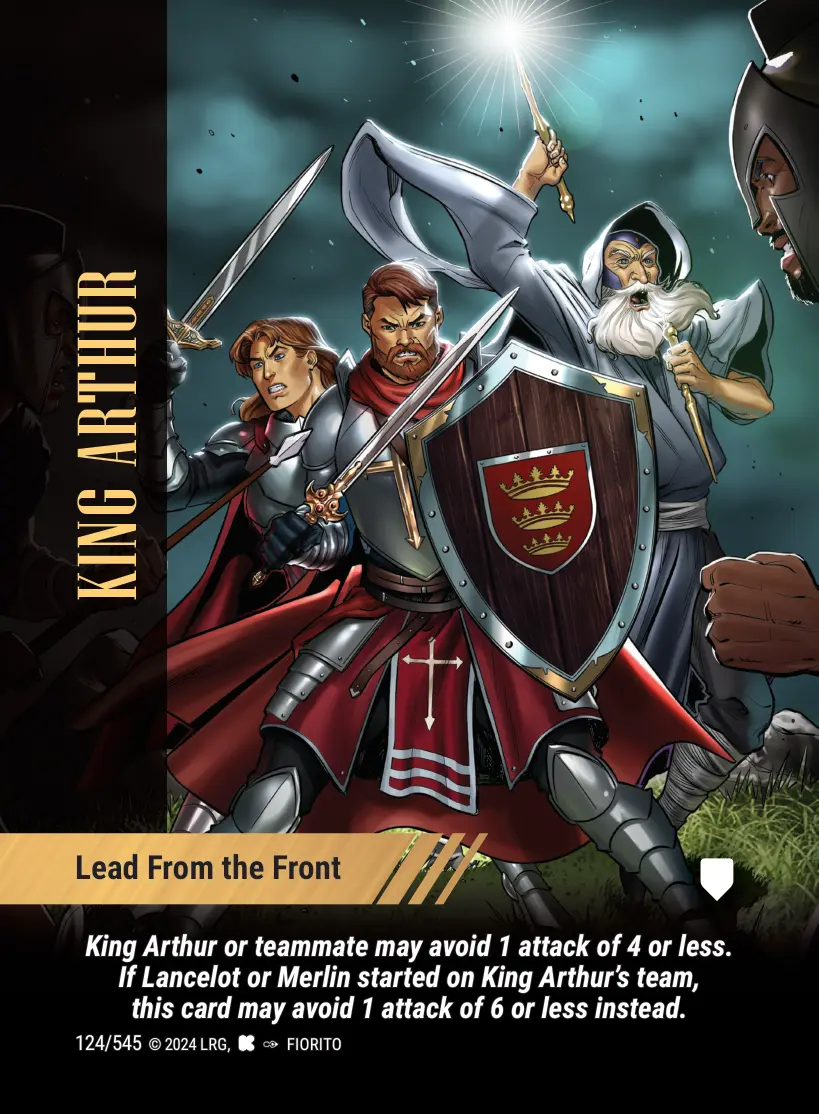 KING ARTHUR
Lead From the Front
King Arthur or teammate may avoid 1 attack of 4 or less.
If Lancelot or Merlin started on King Arthur's team,
this card may avoid 1 attack of 6 or less instead.
124/545 © 2024 LRG, FIORITO